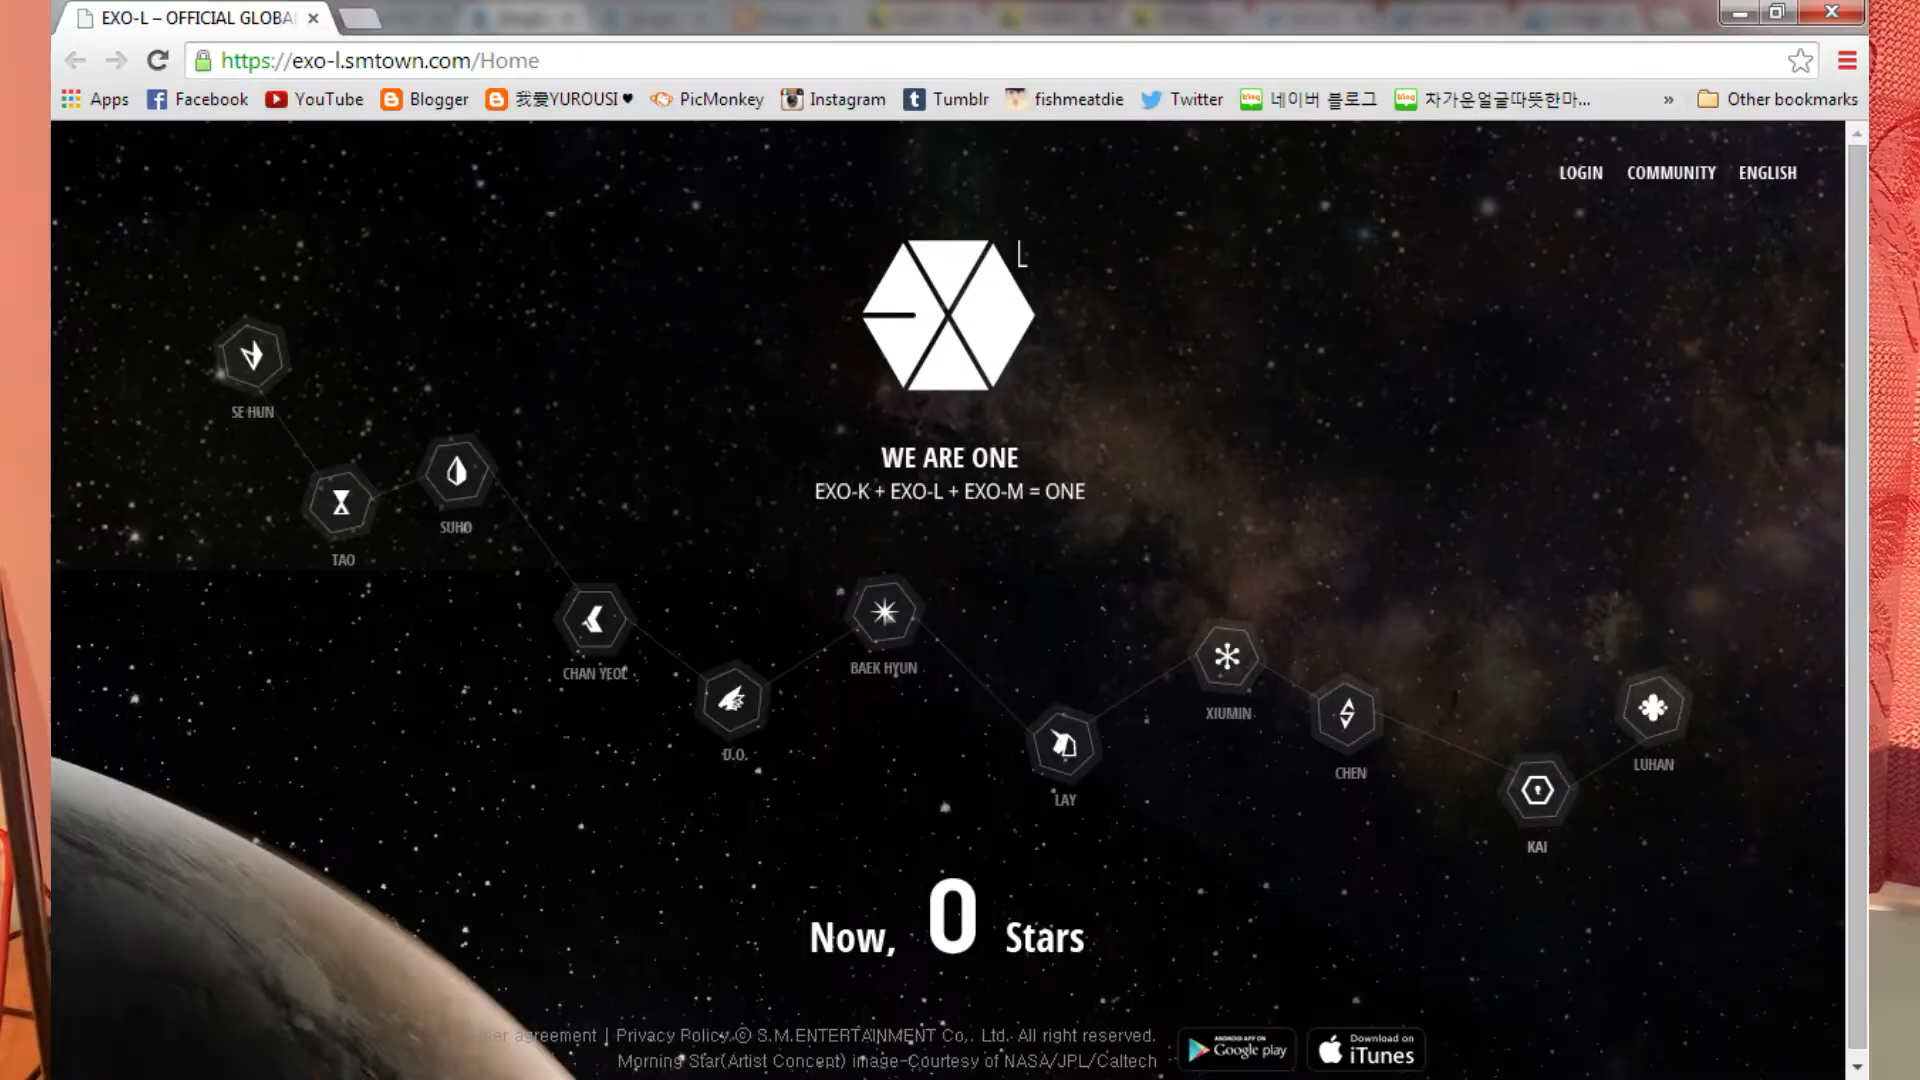 EXO-L – OFFICIAL GLOBA
https://exo-l.smtown.com/Home
Apps Facebook YouTube Blogger 我爱YUROUSI♥ PicMonkey Instagram Tumblr fishmeatdie Twitter 네이버 블로그 차가운얼굴따뜻한마... » Other bookmarks
LOGIN COMMUNITY ENGLISH
L
WE ARE ONE
EXO-K + EXO-L + EXO-M = ONE
SE HUN
TAO
SUHO
CHAN YEOL
D.O.
BAEK HYUN
LAY
XIUMIN
CHEN
KAI
LUHAN
Now, 0 Stars
agreement | Privacy Policy ⓒ S.M.ENTERTAINMENT Co,. Ltd. All right reserved.
Morning Star(Artist Concept) image-Courtesy of NASA/JPL/Caltech
ANDROID APP ON
Google play
Download on
iTunes